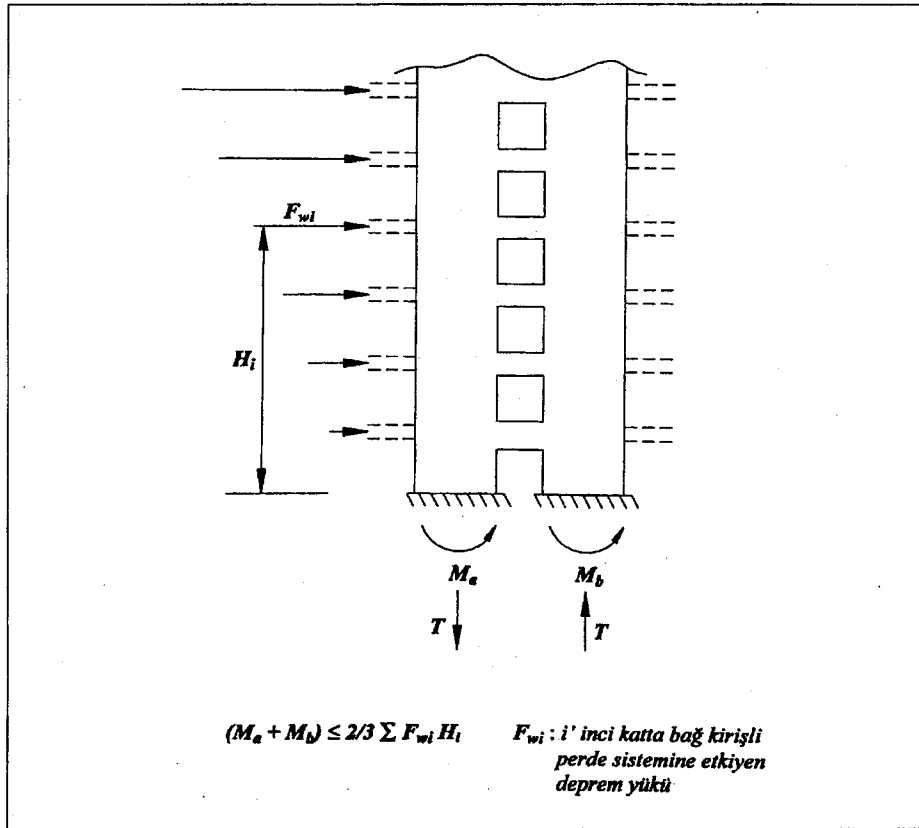 F_wi
H_i
M_a M_b
T T
(M_a + M_b) ≤ 2/3 ∑ F_wi H_i
F_wi : i' inci katta bağ kirişli
perde sistemine etkiyen
deprem yükü